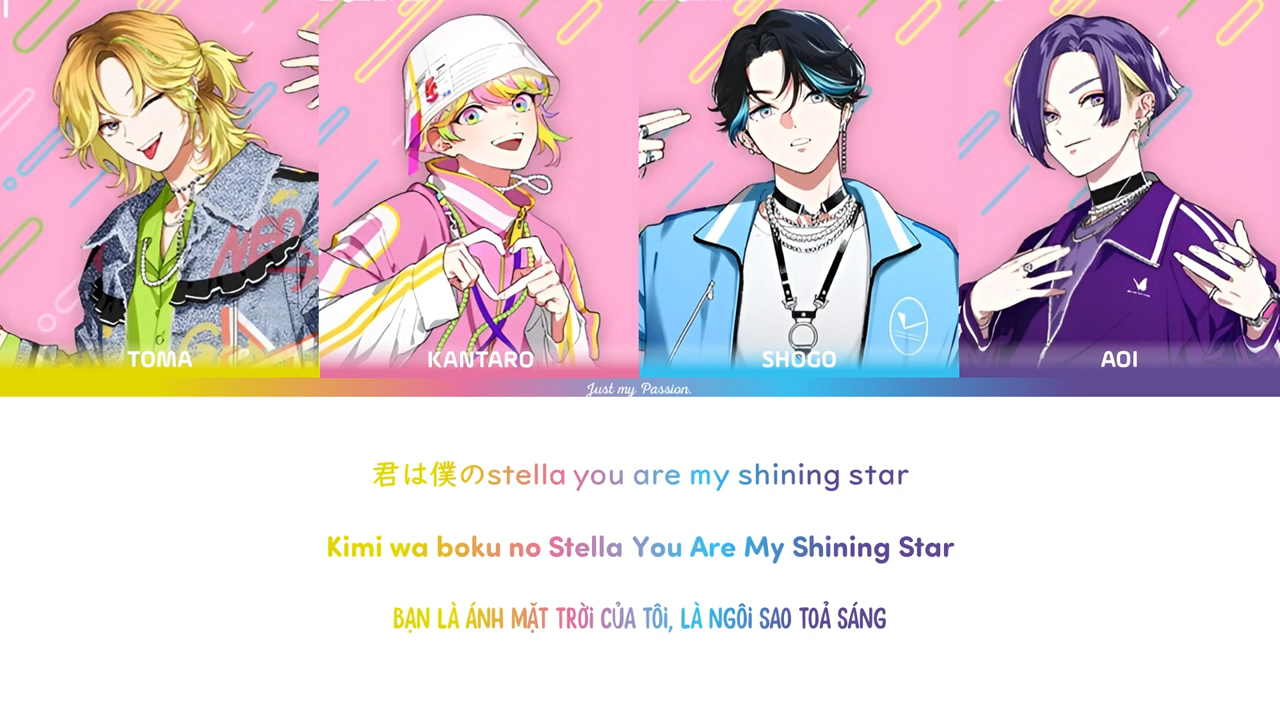 TOMA
KANTARO
SHOGO
AOI
Just my Passion.
君は僕のstella you are my shining star
Kimi wa boku no Stella You Are My Shining Star
BẠN LÀ ÁNH MẶT TRỜI CỦA TÔI, LÀ NGÔI SAO TOẢ SÁNG